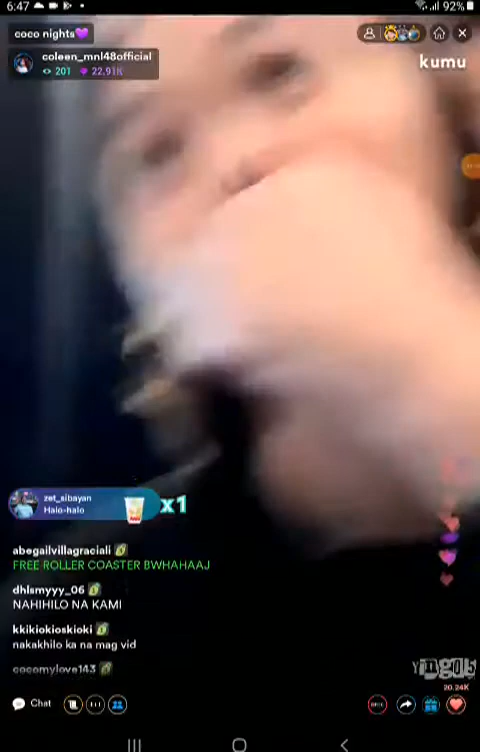 6:47
92%
coco nights💜
coleen_mnl48official
201 22.91K
kumu
zet_sibayan
Halo-halo
x1
abegailvillagraciali
FREE ROLLER COASTER BWHAHAAJ
dhlsmyyy_06
NAHIHILO NA KAMI
kkikiokioskioki
nakakhilo ka na mag vid
cocomylove143
20.24K
Chat